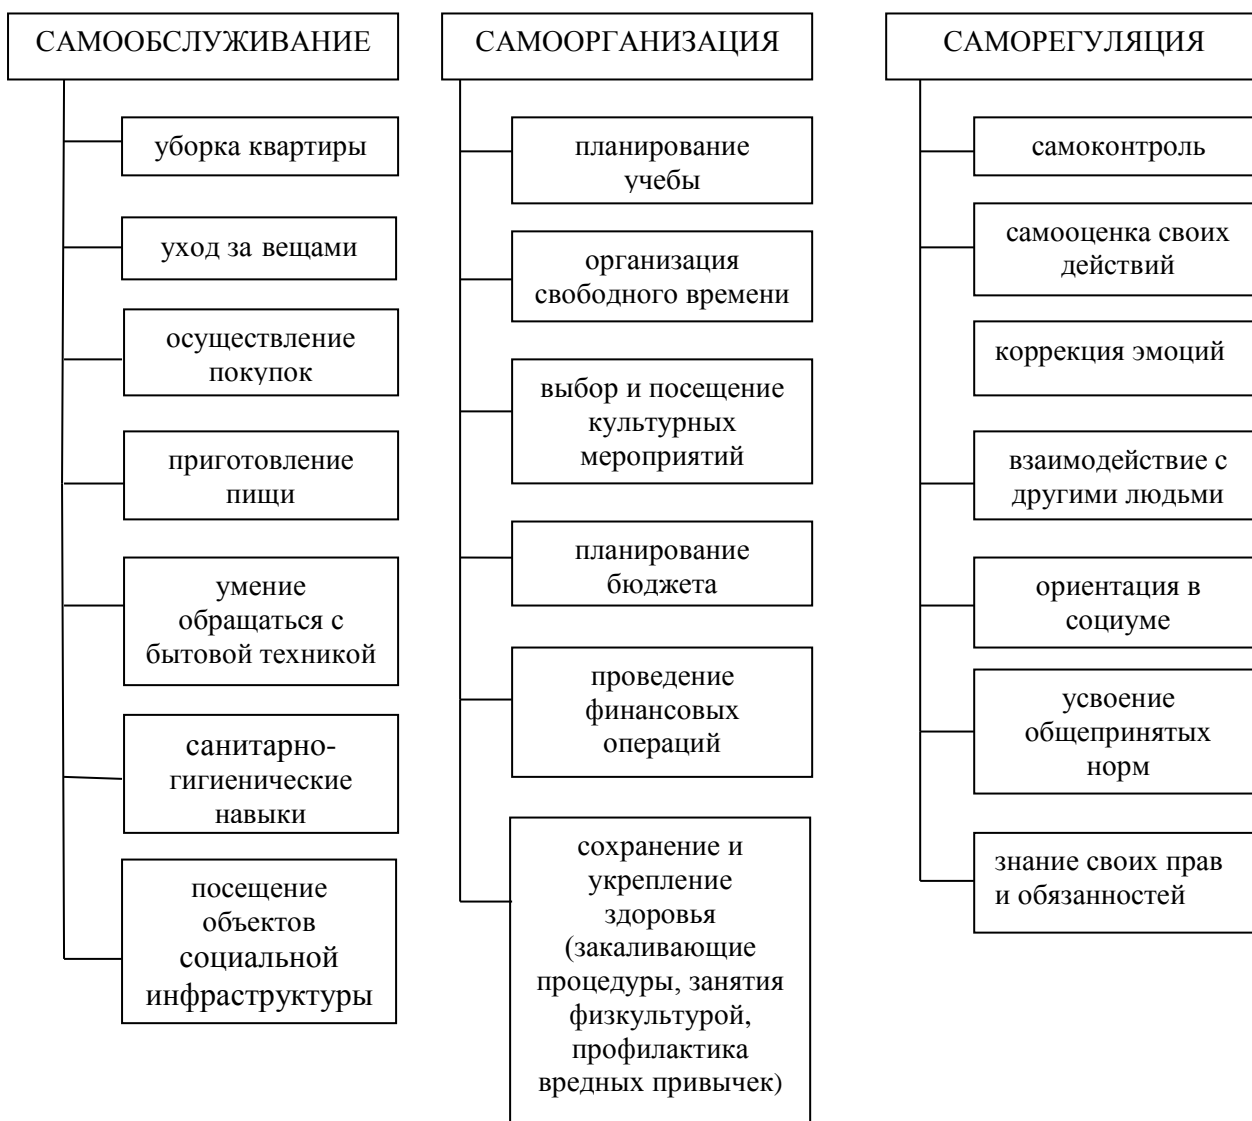 САМООБСЛУЖИВАНИЕ
уборка квартиры
уход за вещами
осуществление
покупок
приготовление
пищи
умение
обращаться с
бытовой техникой
санитарно-
гигиенические
навыки
посещение
объектов
социальной
инфраструктуры
САМООРГАНИЗАЦИЯ
планирование
учебы
организация
свободного времени
выбор и посещение
культурных
мероприятий
планирование
бюджета
проведение
финансовых
операций
сохранение и
укрепление
здоровья
(закаливающие
процедуры, занятия
физкультурой,
профилактика
вредных привычек)
САМОРЕГУЛЯЦИЯ
самоконтроль
самооценка своих
действий
коррекция эмоций
взаимодействие с
другими людьми
ориентация в
социуме
усвоение
общепринятых
норм
знание своих прав
и обязанностей